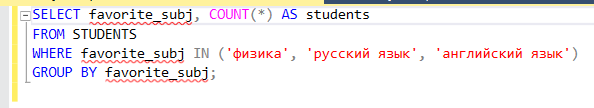 SELECT favorite_subj, COUNT(*) AS students
FROM STUDENTS
WHERE favorite_subj IN ('физика', 'русский язык', 'английский язык')
GROUP BY favorite_subj;